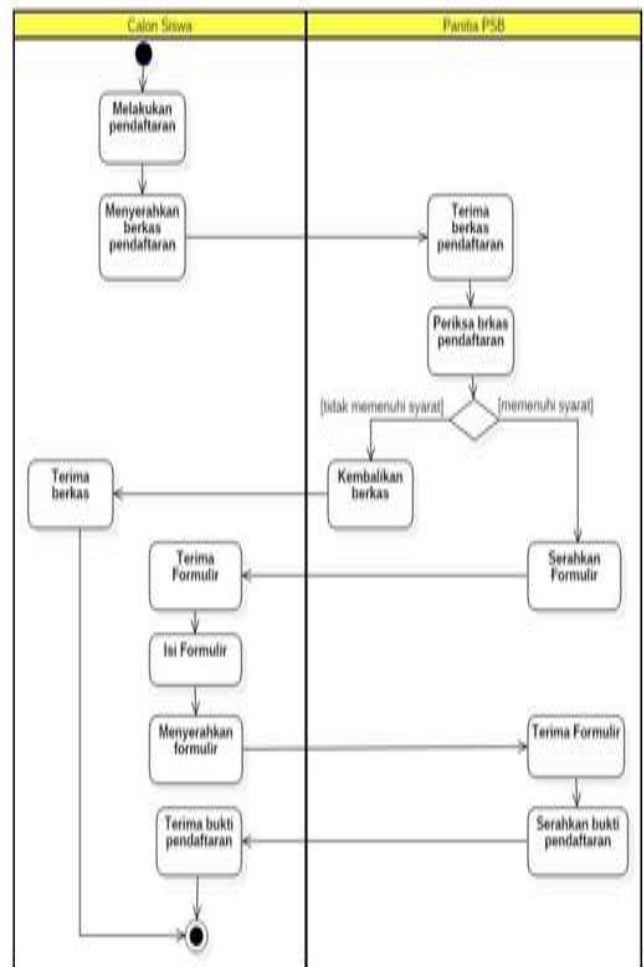 Calon Siswa
Panitia PSB
Melakukan
pendaftaran
Menyerahkan
berkas
pendaftaran
Terima
berkas
pendaftaran
Periksa brkas
pendaftaran
[tidak memenuhi syarat]
[memenuhi syarat]
Terima
berkas
Kembalikan
berkas
Terima
Formulir
Serahkan
Formulir
Isi Formulir
Menyerahkan
formulir
Terima Formulir
Terima bukti
pendaftaran
Serahkan bukti
pendaftaran